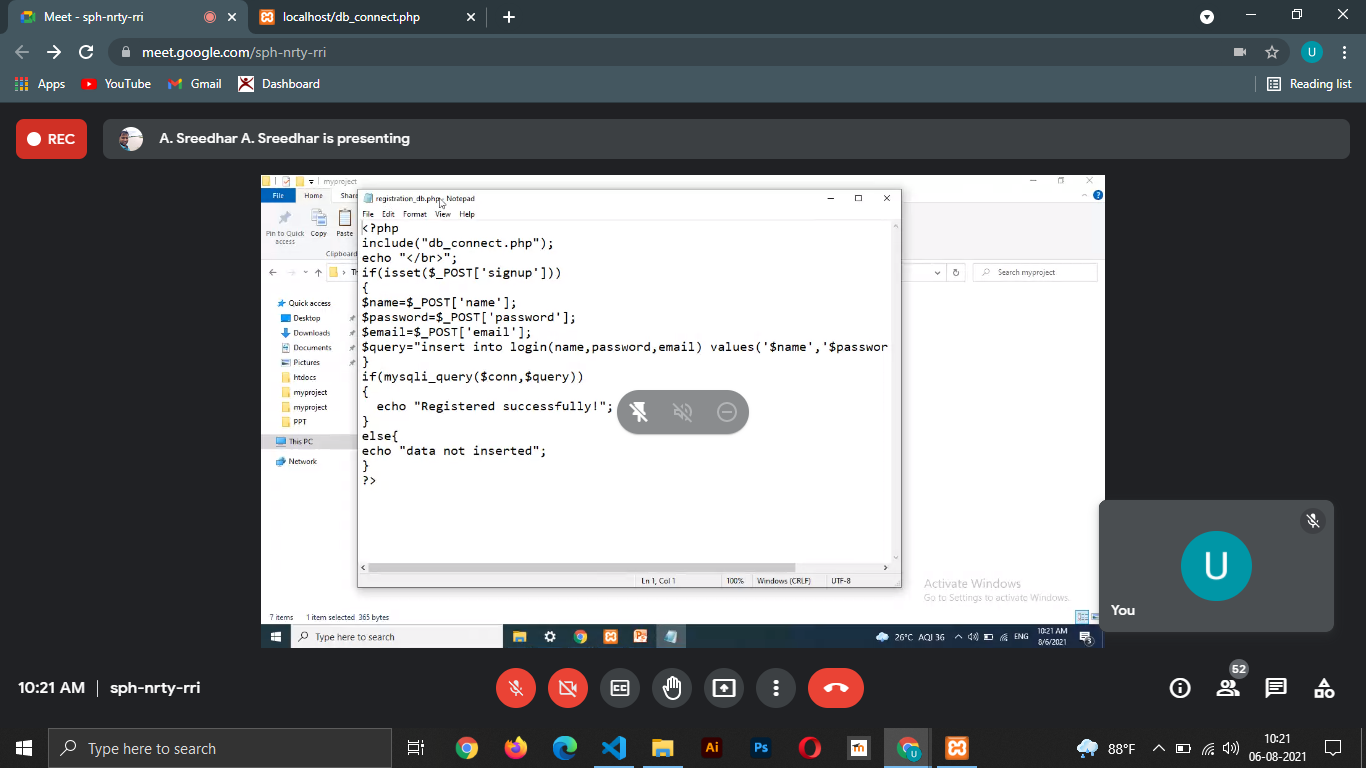 Meet - sph-nrty-rri
localhost/db_connect.php
meet.google.com/sph-nrty-rri
U
Apps
YouTube
Gmail
Dashboard
Reading list
REC
A. Sreedhar A. Sreedhar is presenting
myproject
File
Home
Share
Pin to Quick access
Copy
Paste
Clipboard
Search myproject
Quick access
Desktop
Downloads
Documents
Pictures
htdocs
myproject
myproject
PPT
This PC
Network
registration_db.php - Notepad
File Edit Format View Help
<?php
include("db_connect.php");
echo "</br>";
if(isset($_POST['signup']))
{
$name=$_POST['name'];
$password=$_POST['password'];
$email=$_POST['email'];
$query="insert into login(name,password,email) values('$name','$passwor
}
if(mysqli_query($conn,$query))
{
  echo "Registered successfully!";
}
else{
echo "data not inserted";
}
?>
Ln 1, Col 1
100%
Windows (CRLF)
UTF-8
Activate Windows
Go to Settings to activate Windows.
7 items
1 item selected 365 bytes
Type here to search
26°C AQI 36
ENG
10:21 AM
8/6/2021
3
U
You
10:21 AM | sph-nrty-rri
52
Type here to search
Ai
Ps
U
88°F
10:21
06-08-2021